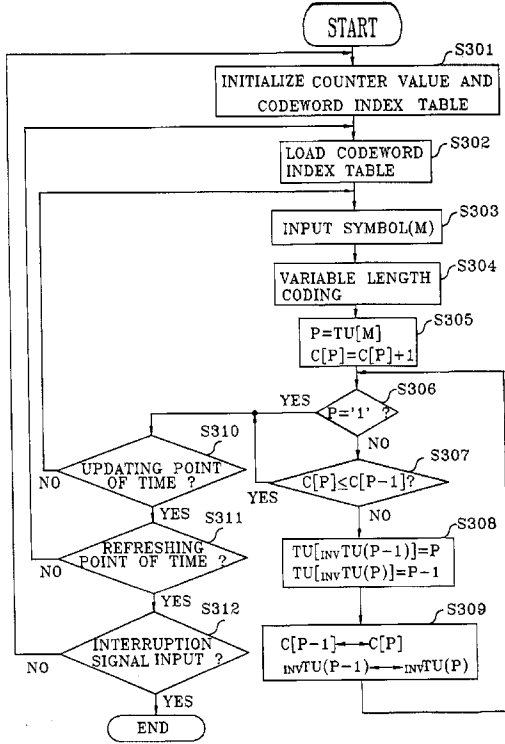 START
S301
INITIALIZE COUNTER VALUE AND
CODEWORD INDEX TABLE
S302
LOAD CODEWORD
INDEX TABLE
S303
INPUT SYMBOL(M)
S304
VARIABLE LENGTH
CODING
S305
P=TU[M]
C[P]=C[P]+1
S306
YES
P='1' ?
NO
S310
UPDATING POINT
OF TIME ?
NO
YES
S307
C[P]≤C[P-1]?
YES
NO
S311
REFRESHING
POINT OF TIME ?
NO
YES
S308
TU[INVTU(P-1)]=P
TU[INVTU(P)]=P-1
S312
INTERRUPTION
SIGNAL INPUT ?
NO
YES
S309
C[P-1]↔C[P]
INVTU(P-1)↔INVTU(P)
END